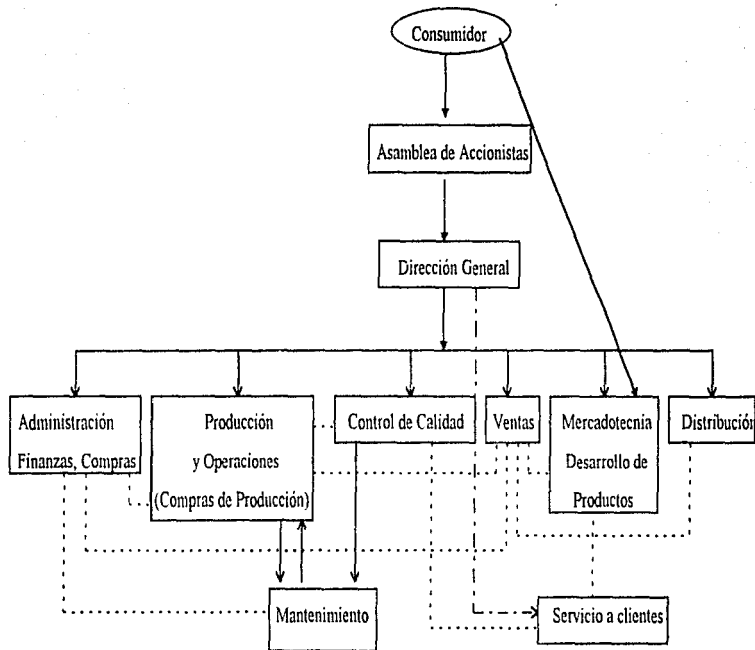 Consumidor
Asamblea de Accionistas
Dirección General
Administración
Finanzas, Compras
Producción
y Operaciones
(Compras de Producción)
Control de Calidad
Ventas
Mercadotecnía
Desarrollo de
Productos
Distribución
Mantenimiento
Servicio a clientes